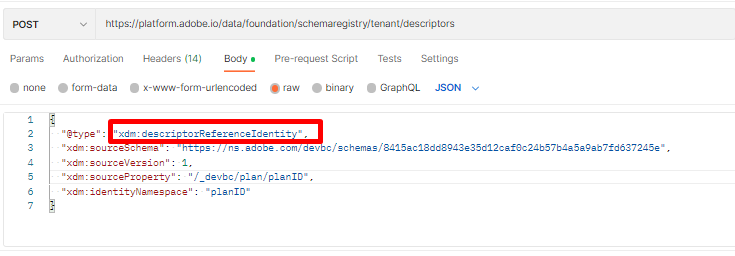 POST
https://platform.adobe.io/data/foundation/schemaregistry/tenant/descriptors
Params Authorization Headers (14) Body Pre-request Script Tests Settings
none form-data x-www-form-urlencoded raw binary GraphQL JSON
1 {
2 "@type": "xdm:descriptorReferenceIdentity",
3 "xdm:sourceSchema": "https://ns.adobe.com/devbc/schemas/8415ac18dd8943e35d12caf0c24b57b4a5a9ab7fd637245e",
4 "xdm:sourceVersion": 1,
5 "xdm:sourceProperty": "/_devbc/plan/planID",
6 "xdm:identityNamespace": "planID"
7 }